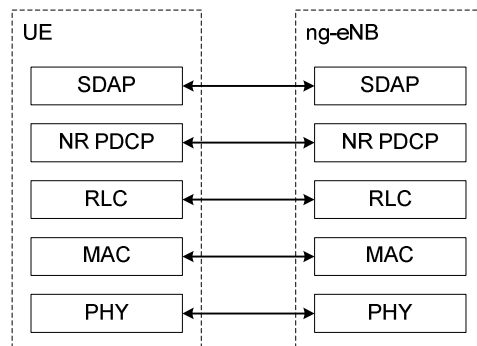 UE
ng-eNB
SDAP
SDAP
NR PDCP
NR PDCP
RLC
RLC
MAC
MAC
PHY
PHY